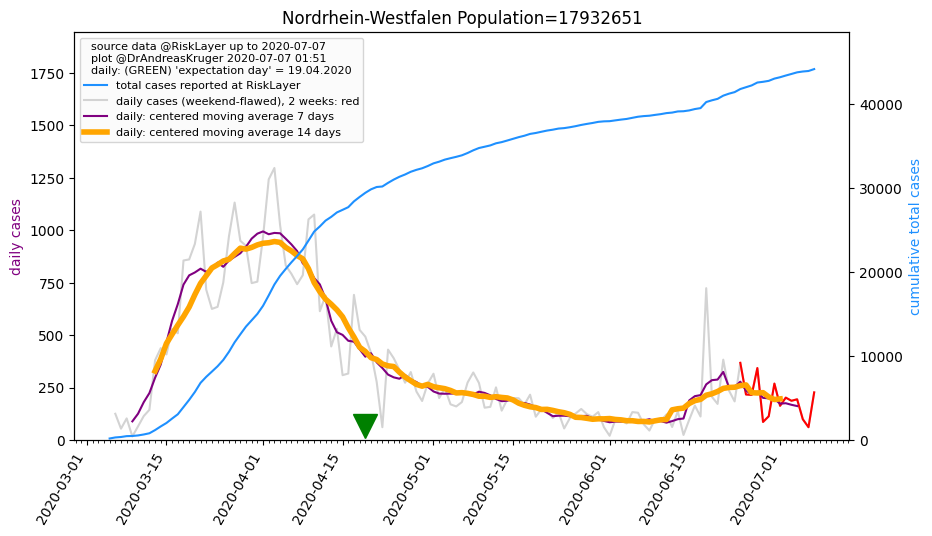 Nordrhein-Westfalen Population=17932651
source data @RiskLayer up to 2020-07-07
plot @DrAndreasKruger 2020-07-07 01:51
daily: (GREEN) 'expectation day' = 19.04.2020
total cases reported at RiskLayer
daily cases (weekend-flawed), 2 weeks: red
daily: centered moving average 7 days
daily: centered moving average 14 days
daily cases
1750
1500
1250
1000
750
500
250
0
cumulative total cases
40000
30000
20000
10000
0
2020-03-01
2020-03-15
2020-04-01
2020-04-15
2020-05-01
2020-05-15
2020-06-01
2020-06-15
2020-07-01